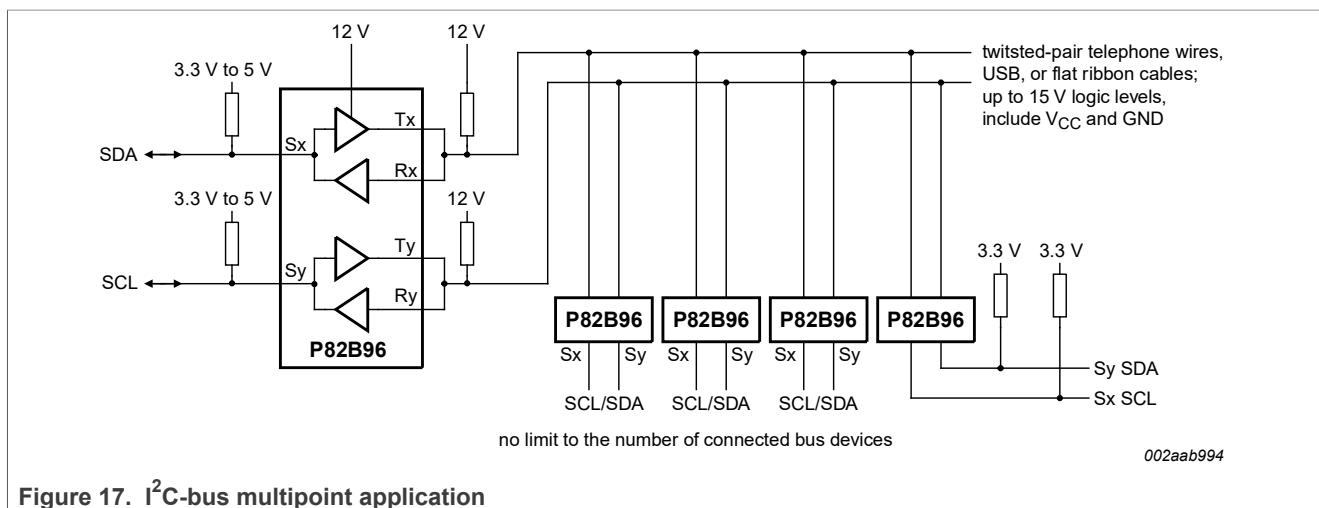 12 V
12 V
3.3 V to 5 V
twitsted-pair telephone wires,
USB, or flat ribbon cables;
up to 15 V logic levels,
include VCC and GND
Tx
Sx
SDA
Rx
3.3 V to 5 V
12 V
Ty
Sy
SCL
Ry
P82B96
3.3 V
3.3 V
P82B96
P82B96
P82B96
P82B96
Sx
Sy
Sx
Sy
Sx
Sy
Sy SDA
SCL/SDA
SCL/SDA
SCL/SDA
Sx SCL
no limit to the number of connected bus devices
002aab994
Figure 17. I²C-bus multipoint application